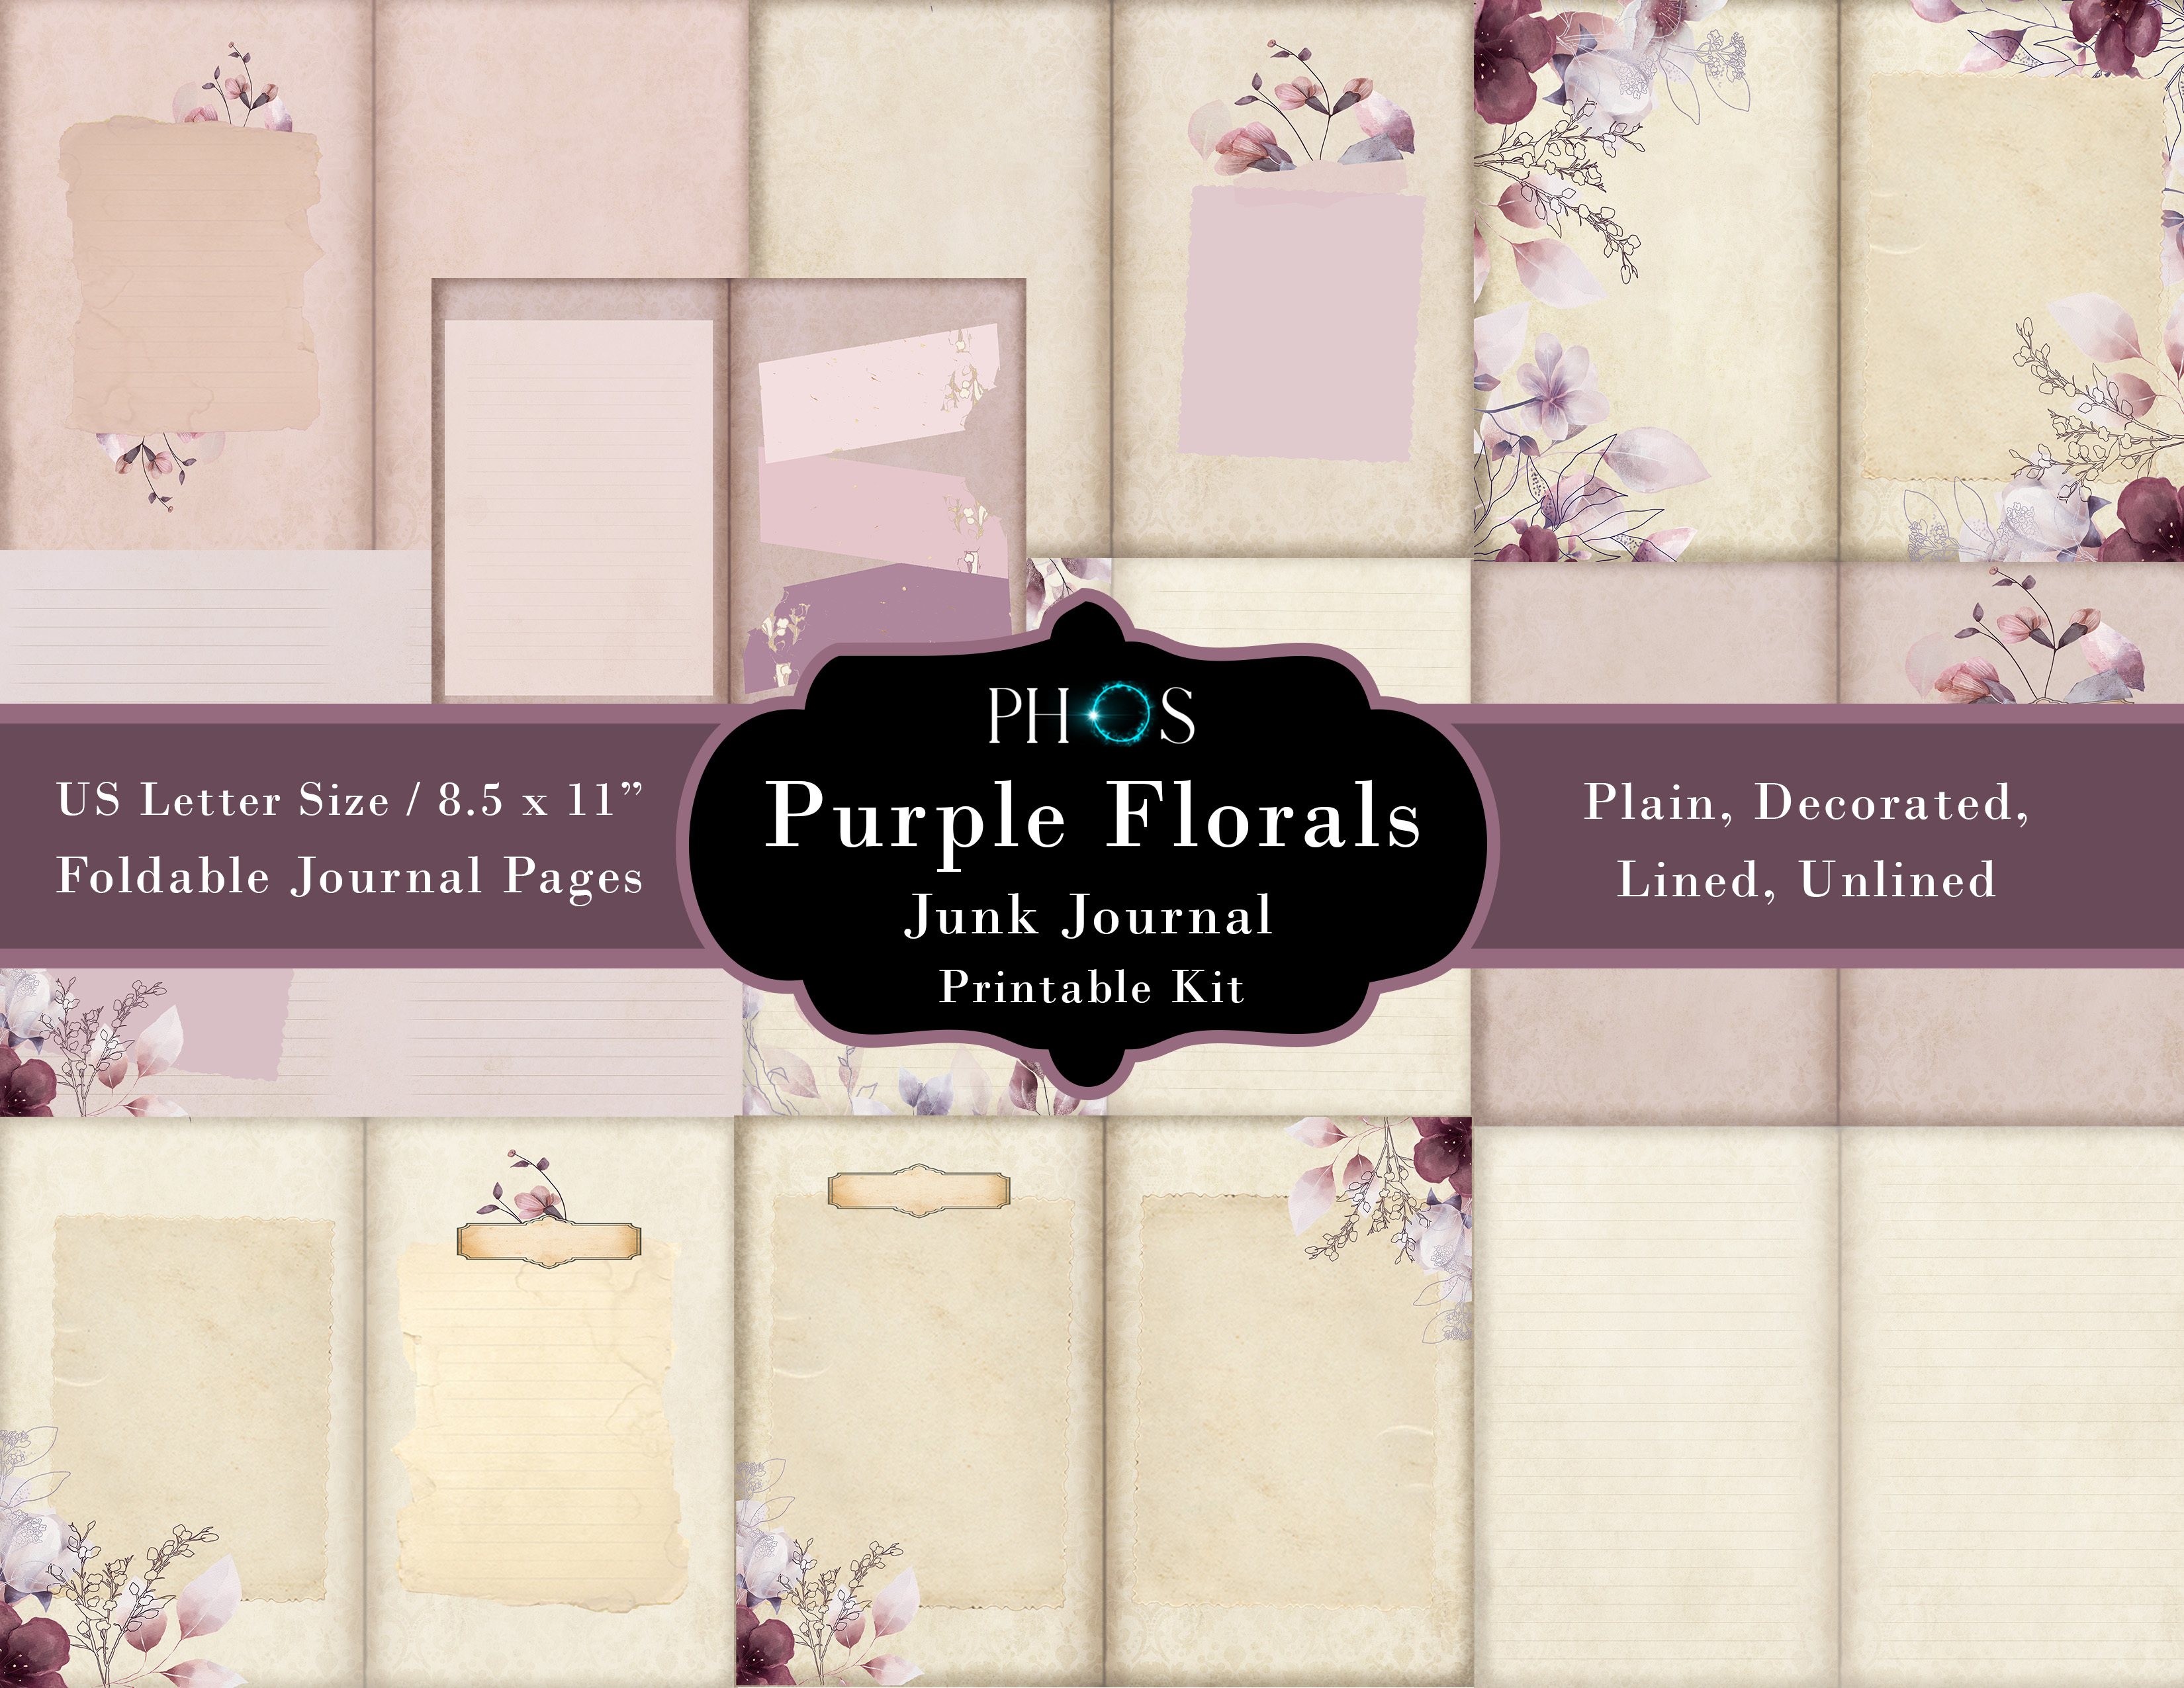 PHOS
Purple Florals
Junk Journal
Printable Kit
US Letter Size / 8.5 x 11”
Foldable Journal Pages
Plain, Decorated,
Lined, Unlined